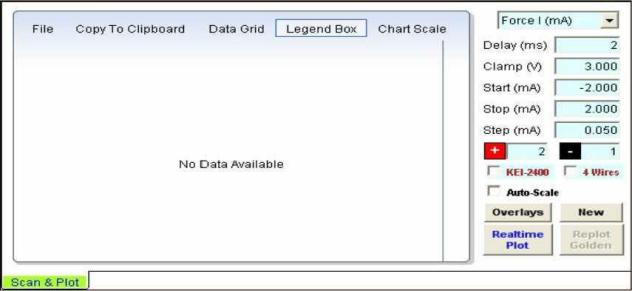 File Copy To Clipboard Data Grid Legend Box Chart Scale
No Data Available
Force I (mA)
Delay (ms) 2
Clamp (V) 3.000
Start (mA) -2.000
Stop (mA) 2.000
Step (mA) 0.050
+ 2 - 1
KEI-2400 4 Wires
Auto-Scale
Overlays New
Realtime Plot Replot Golden
Scan & Plot